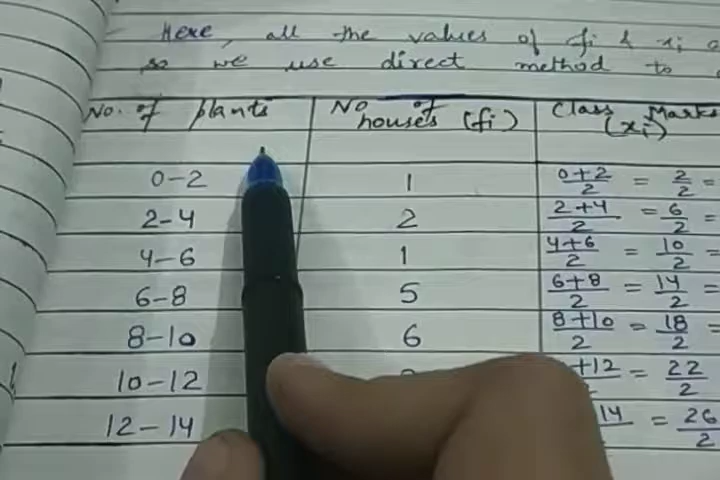 Here, all the values of fi & xi
so we use direct method to
No. of plants No of houses (fi) Class Marks (xi)
0-2 1 0+2/2 = 2/2 =
2-4 2 2+4/2 = 6/2 =
4-6 1 4+6/2 = 10/2 =
6-8 5 6+8/2 = 14/2 =
8-10 6 8+10/2 = 18/2 =
10-12 +12 = 22/2
12-14 14 = 26/2